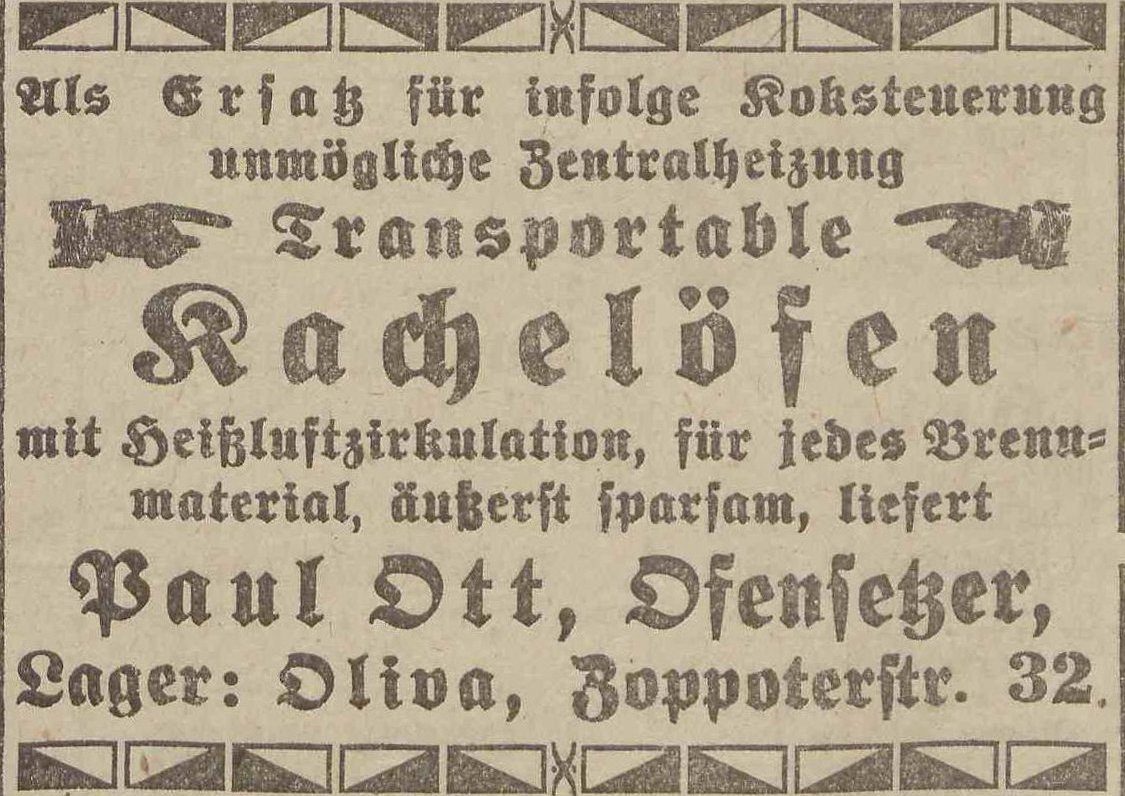 Als Ersatz für infolge Koksteuerung
unmögliche Zentralheizung
Transportable
Kachelöfen
mit Heißluftzirkulation, für jedes Brenn-
material, äußerst sparsam, liefert
Paul Ott, Ofensetzer,
Lager: Oliva, Zoppoterstr. 32.